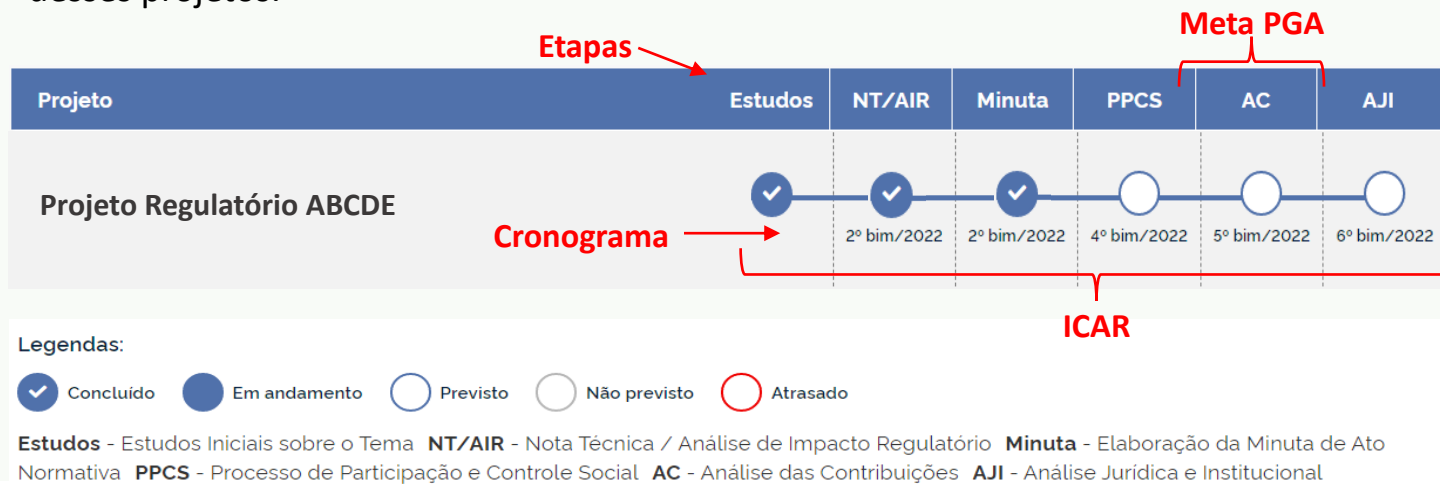 desses projetos.
Meta PGA
Etapas
Projeto Estudos NT/AIR Minuta PPCS AC AJI
Projeto Regulatório ABCDE
Cronograma 2º bim/2022 2º bim/2022 4º bim/2022 5º bim/2022 6º bim/2022
ICAR
Legendas:
Concluído Em andamento Previsto Não previsto Atrasado
Estudos - Estudos Iniciais sobre o Tema NT/AIR - Nota Técnica / Análise de Impacto Regulatório Minuta - Elaboração da Minuta de Ato
Normativa PPCS - Processo de Participação e Controle Social AC - Análise das Contribuições AJI - Análise Jurídica e Institucional